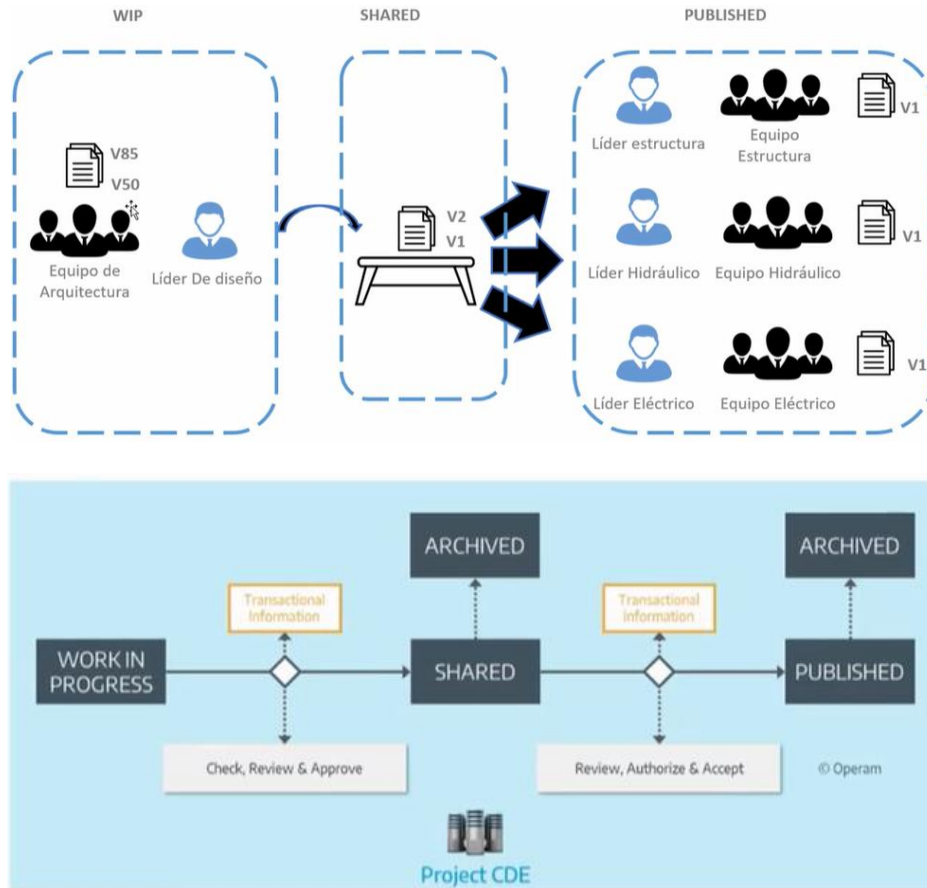 WIP
SHARED
PUBLISHED
V85
V50
Equipo de
Arquitectura
Líder De diseño
V2
V1
Líder estructura
Equipo
Estructura
V1
Líder Hidráulico
Equipo Hidráulico
V1
Líder Eléctrico
Equipo Eléctrico
V1
ARCHIVED
ARCHIVED
Transactional
Information
Transactional
Information
WORK IN
PROGRESS
SHARED
PUBLISHED
Check, Review & Approve
Review, Authorize & Accept
© Operam
Project CDE